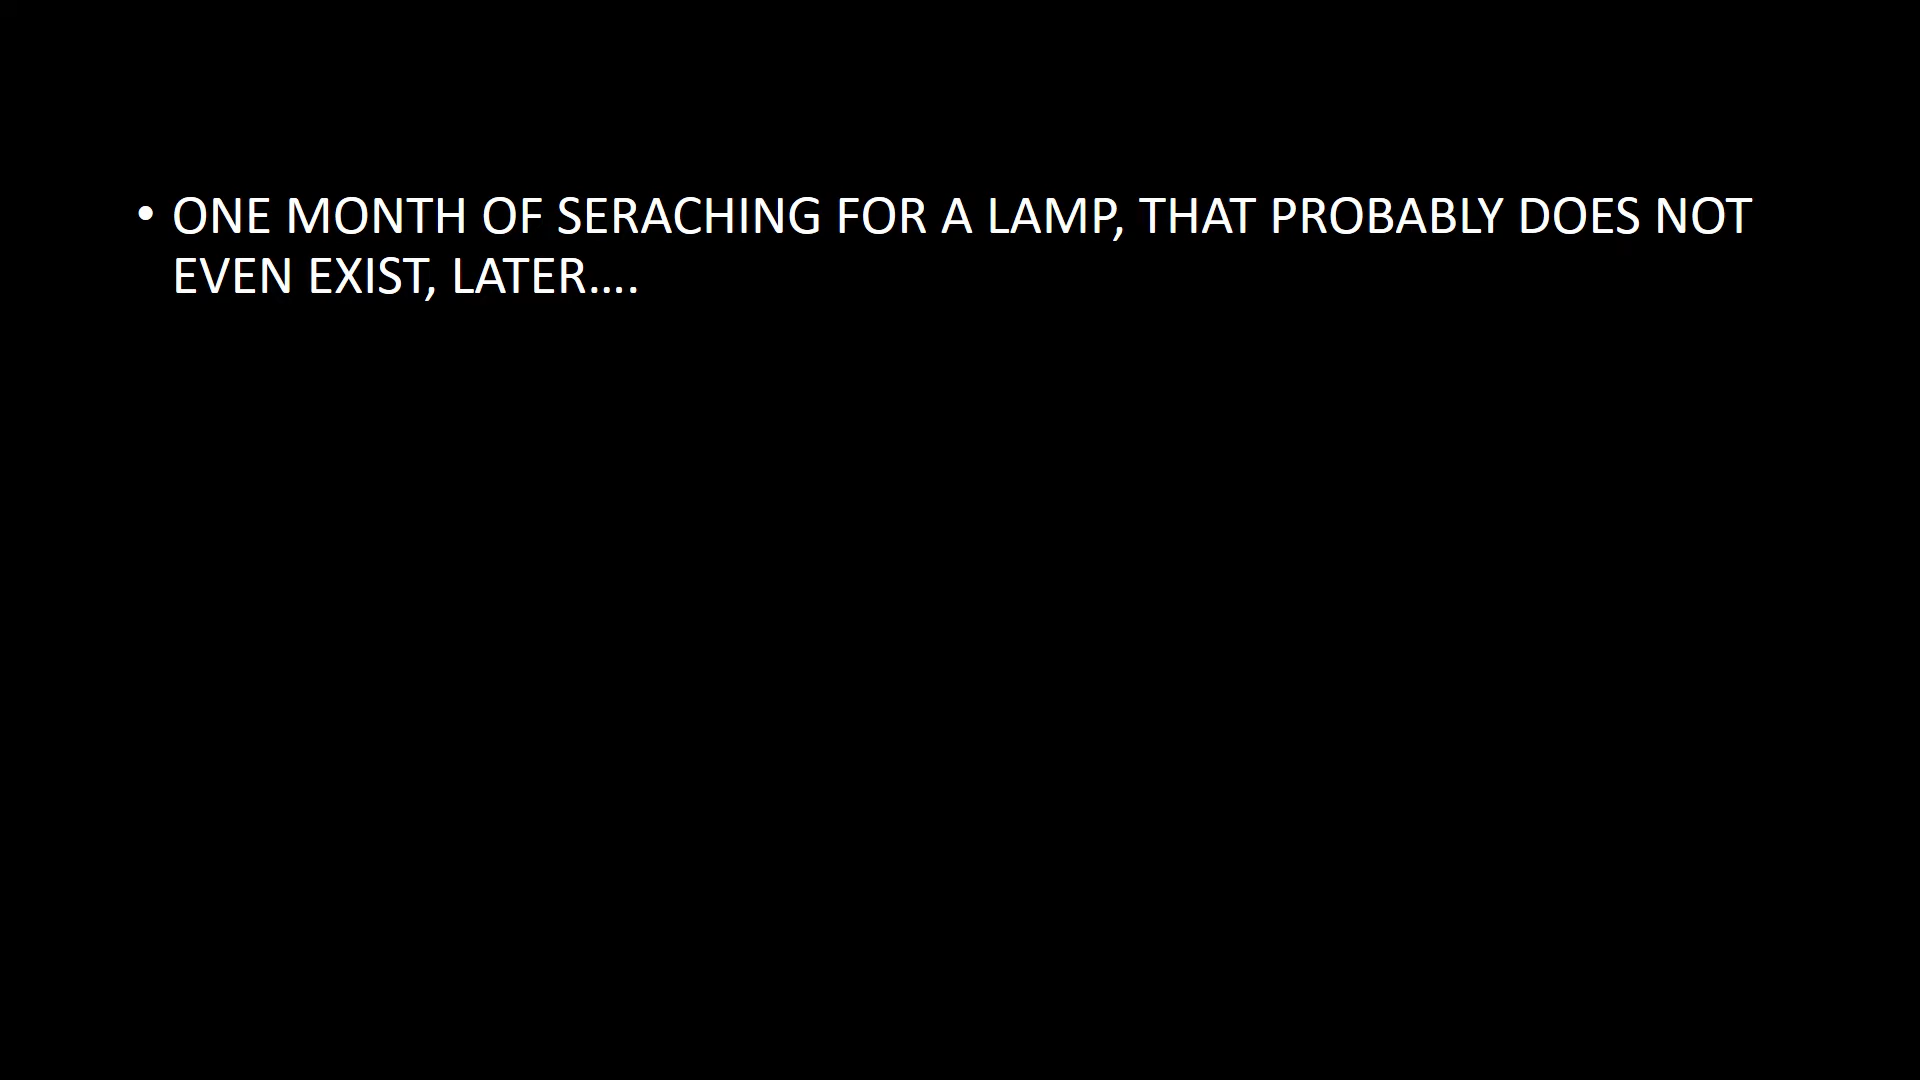 • ONE MONTH OF SERACHING FOR A LAMP, THAT PROBABLY DOES NOT
EVEN EXIST, LATER....